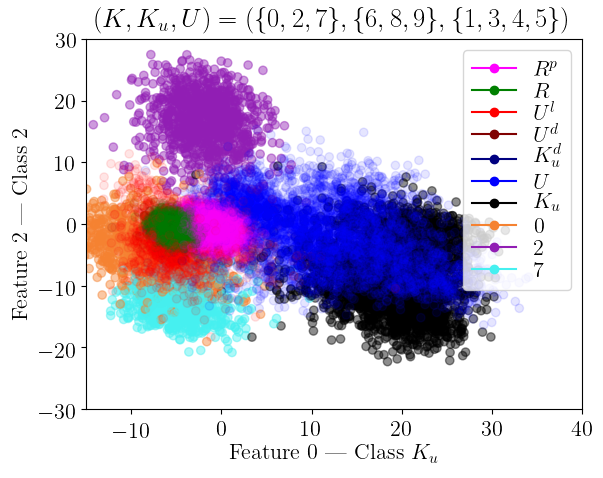 (K, K_u, U) = ({0, 2, 7}, {6, 8, 9}, {1, 3, 4, 5})
30
20
10
0
−10
−20
−30
Feature 2 — Class 2
−10
0
10
20
30
40
Feature 0 — Class K_u
R^p
R
U^l
U^d
K_u^d
U
K_u
0
2
7